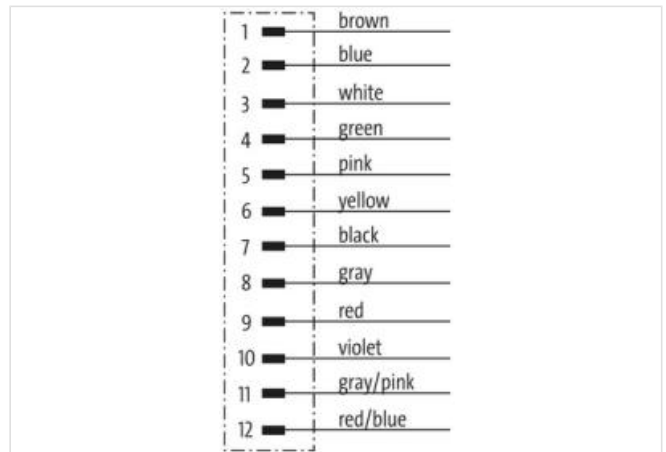 1 brown
2 blue
3 white
4 green
5 pink
6 yellow
7 black
8 gray
9 red
10 violet
11 gray/pink
12 red/blue